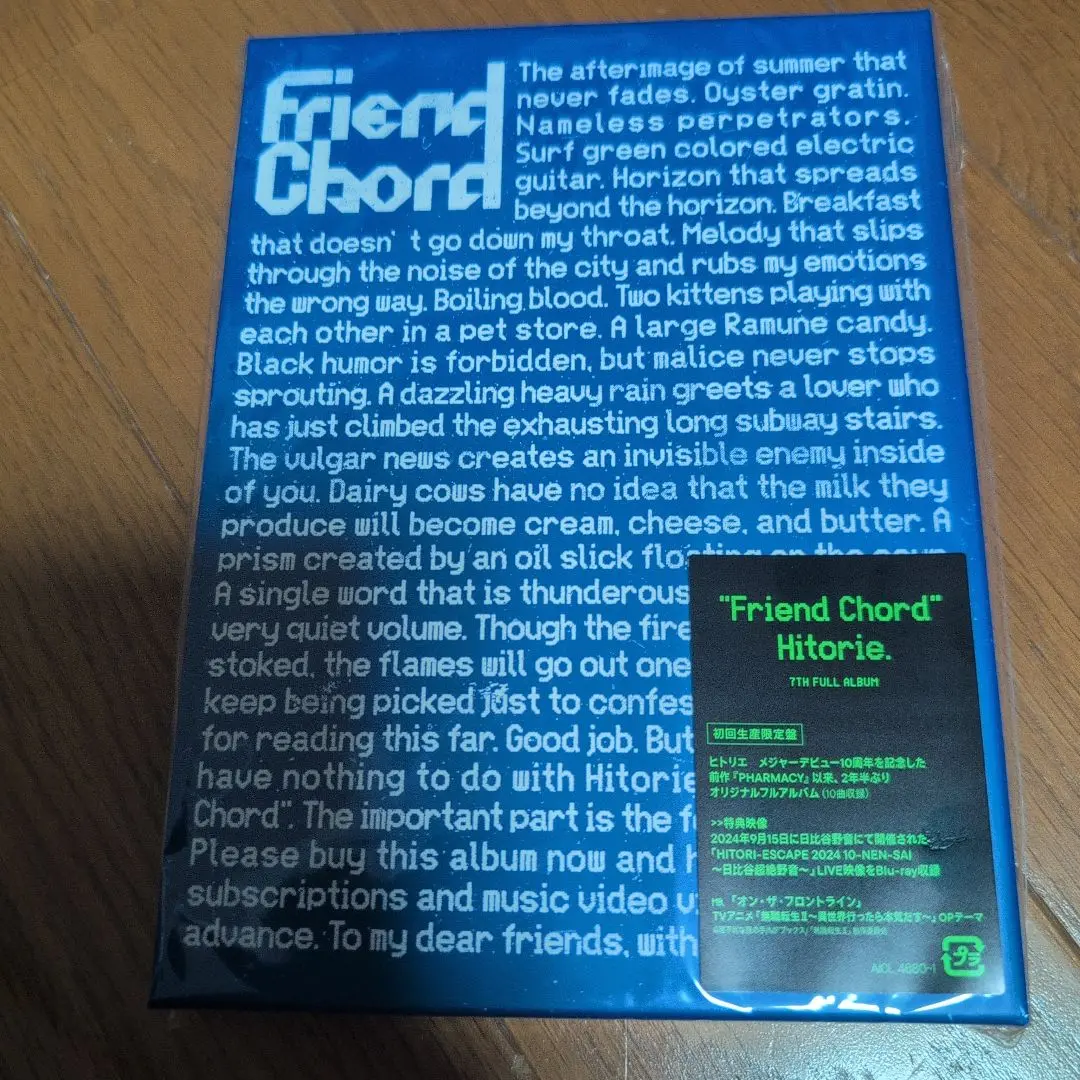 Friend
Chord
The afterimage of summer that
never fades. Oyster gratin.
Nameless perpetrators.
Surf green colored electric
guitar. Horizon that spreads
beyond the horizon. Breakfast
that doesn't go down my throat. Melody that slips
through the noise of the city and rubs my emotions
the wrong way. Boiling blood. Two kittens playing with
each other in a pet store. A large Ramune candy.
Black humor is forbidden, but malice never stops
sprouting. A dazzling heavy rain greets a lover who
has just climbed the exhausting long subway stairs.
The vulgar news creates an invisible enemy inside
of you. Dairy cows have no idea that the milk they
produce will become cream, cheese, and butter. A
prism created by an oil slick floating on the
A single word that is thunderous
very quiet volume. Though the fire
stoked, the flames will go out one
keep being picked just to confes
for reading this far. Good job. But
have nothing to do with Hitorie
Chord". The important part is the f
Please buy this album now and
subscriptions and music video v
advance. To my dear friends, with
"Friend Chord"
Hitorie.
7TH FULL ALBUM
初回生産限定盤
ヒトリエ メジャーデビュー10周年を記念した
前作『PHARMACY』以来、2年半ぶり
オリジナルフルアルバム(10曲収録)
>>特典映像
2024年9月15日に日比谷野音にて開催された
「HITORI-ESCAPE 2024 10-NEN-SAI
～日比谷超絶野音～」LIVE映像をBlu-ray収録
「オン・ザ・フロントライン」
TVアニメ「無職転生Ⅱ～異世界行ったら本気だす～」OPテーマ
AICL 4680~1
プラ